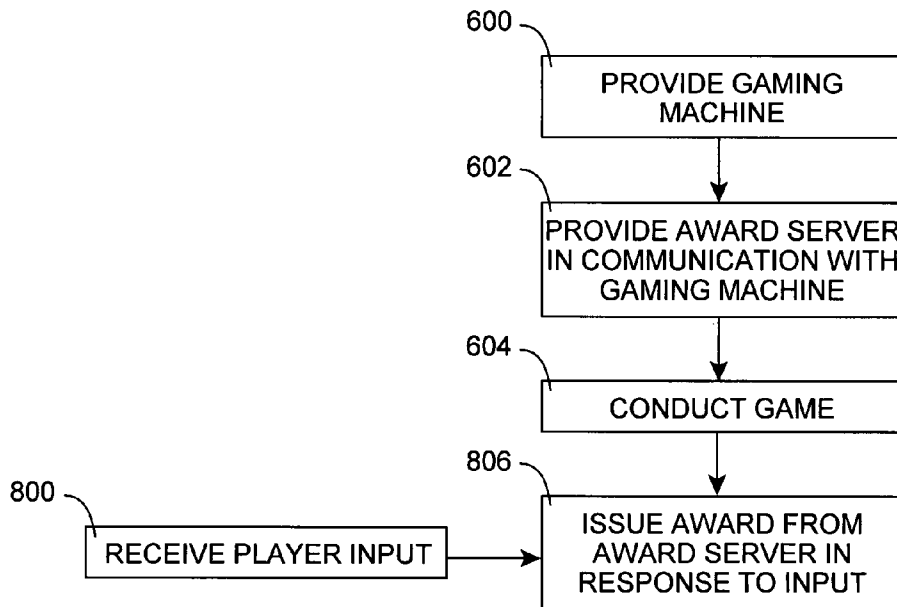 600
PROVIDE GAMING
MACHINE
602
PROVIDE AWARD SERVER
IN COMMUNICATION WITH
GAMING MACHINE
604
CONDUCT GAME
806
ISSUE AWARD FROM
AWARD SERVER IN
RESPONSE TO INPUT
800
RECEIVE PLAYER INPUT